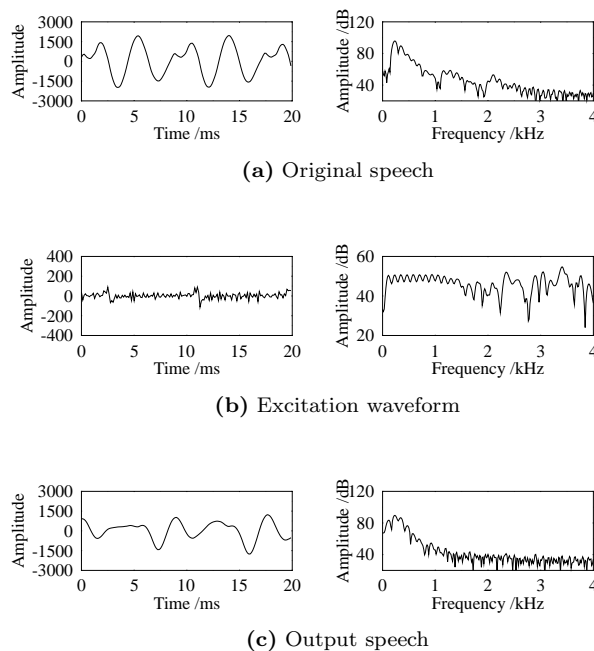 Amplitude
3000
1500
0
-1500
-3000
0 5 10 15 20
Time /ms
Amplitude /dB
120
80
40
0 1 2 3 4
Frequency /kHz
(a) Original speech
Amplitude
400
200
0
-200
-400
0 5 10 15 20
Time /ms
Amplitude /dB
60
40
20
0 1 2 3 4
Frequency /kHz
(b) Excitation waveform
Amplitude
3000
1500
0
-1500
-3000
0 5 10 15 20
Time /ms
Amplitude /dB
120
80
40
0 1 2 3 4
Frequency /kHz
(c) Output speech